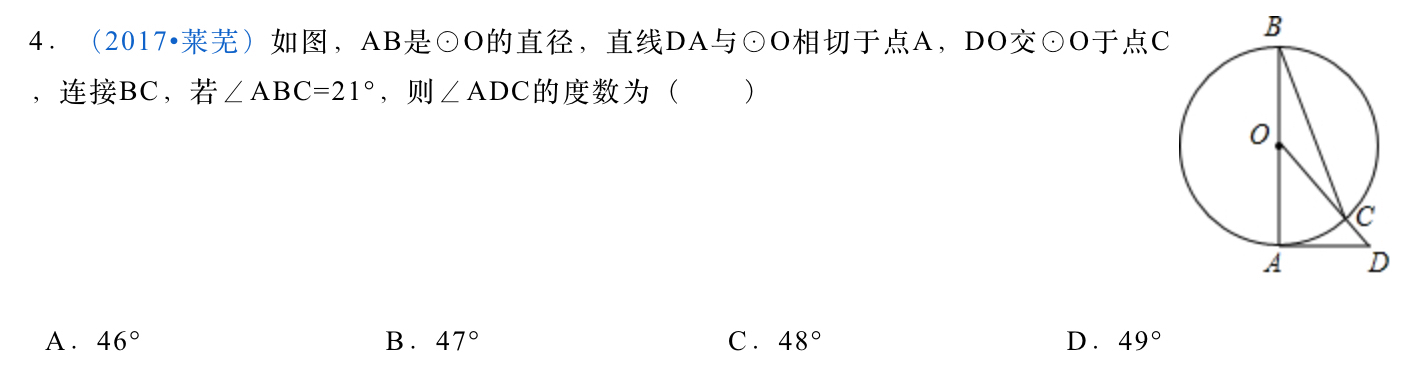 4．（2017•莱芜）如图，AB是⊙O的直径，直线DA与⊙O相切于点A，DO交⊙O于点C
，连接BC，若∠ABC=21°，则∠ADC的度数为（　　）
B
O
C
A
D
A．46°
B．47°
C．48°
D．49°